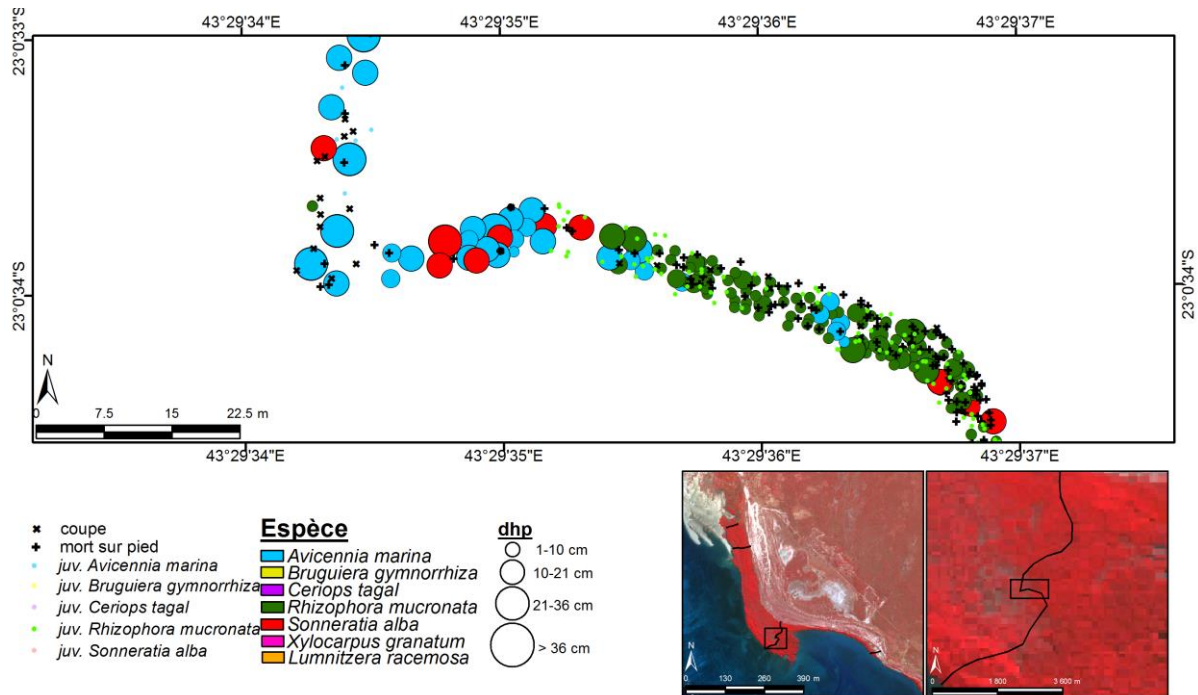 43°29'34"E 43°29'35"E 43°29'36"E 43°29'37"E
23°0'33"S
23°0'34"S
23°0'34"S
N
0 7.5 15 22.5 m
43°29'34"E 43°29'35"E 43°29'36"E 43°29'37"E
coupe
mort sur pied
juv. Avicennia marina
juv. Bruguiera gymnorrhiza
juv. Ceriops tagal
juv. Rhizophora mucronata
juv. Sonneratia alba
Espèce
Avicennia marina
Bruguiera gymnorrhiza
Ceriops tagal
Rhizophora mucronata
Sonneratia alba
Xylocarpus granatum
Lumnitzera racemosa
dhp
1-10 cm
10-21 cm
21-36 cm
> 36 cm
N
0 130 260 390 m
N
0 1 800 3 600 m